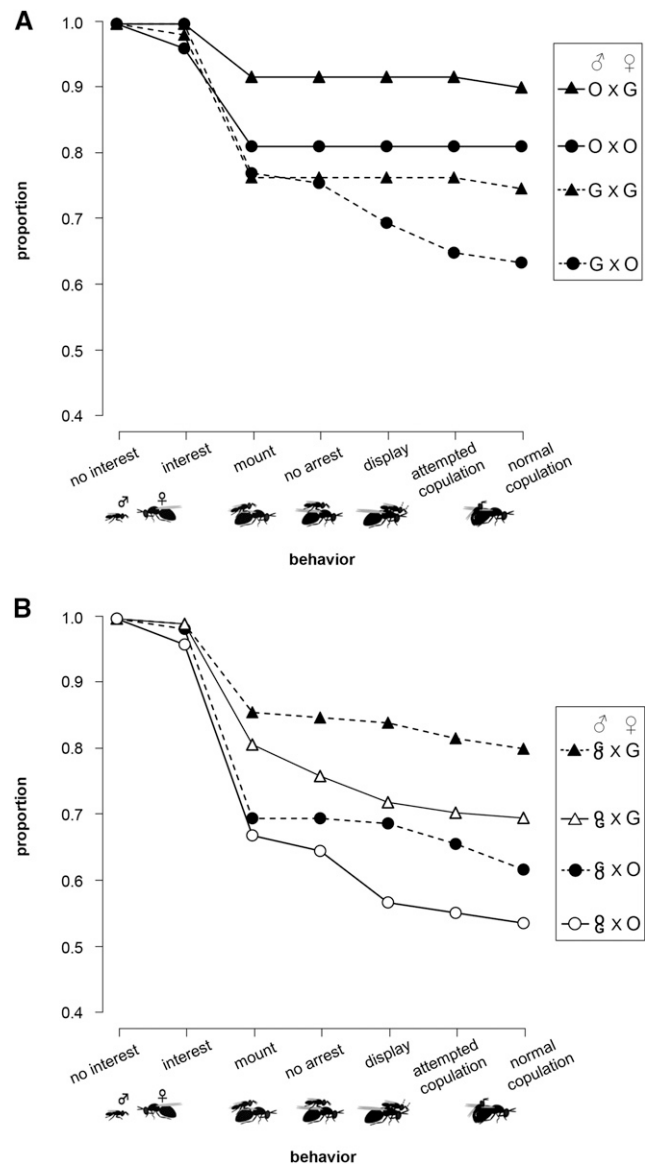 A
1.0
0.9
0.8
0.7
0.6
0.5
0.4
proportion
♂ ♀
O x G
O x O
G x G
G x O
no interest
interest
mount
no arrest
display
attempted
copulation
normal
copulation
♂ ♀
behavior
B
1.0
0.9
0.8
0.7
0.6
0.5
0.4
proportion
♂ ♀
G
O x G
O
G x G
G
O x O
O
G x O
no interest
interest
mount
no arrest
display
attempted
copulation
normal
copulation
♂ ♀
behavior